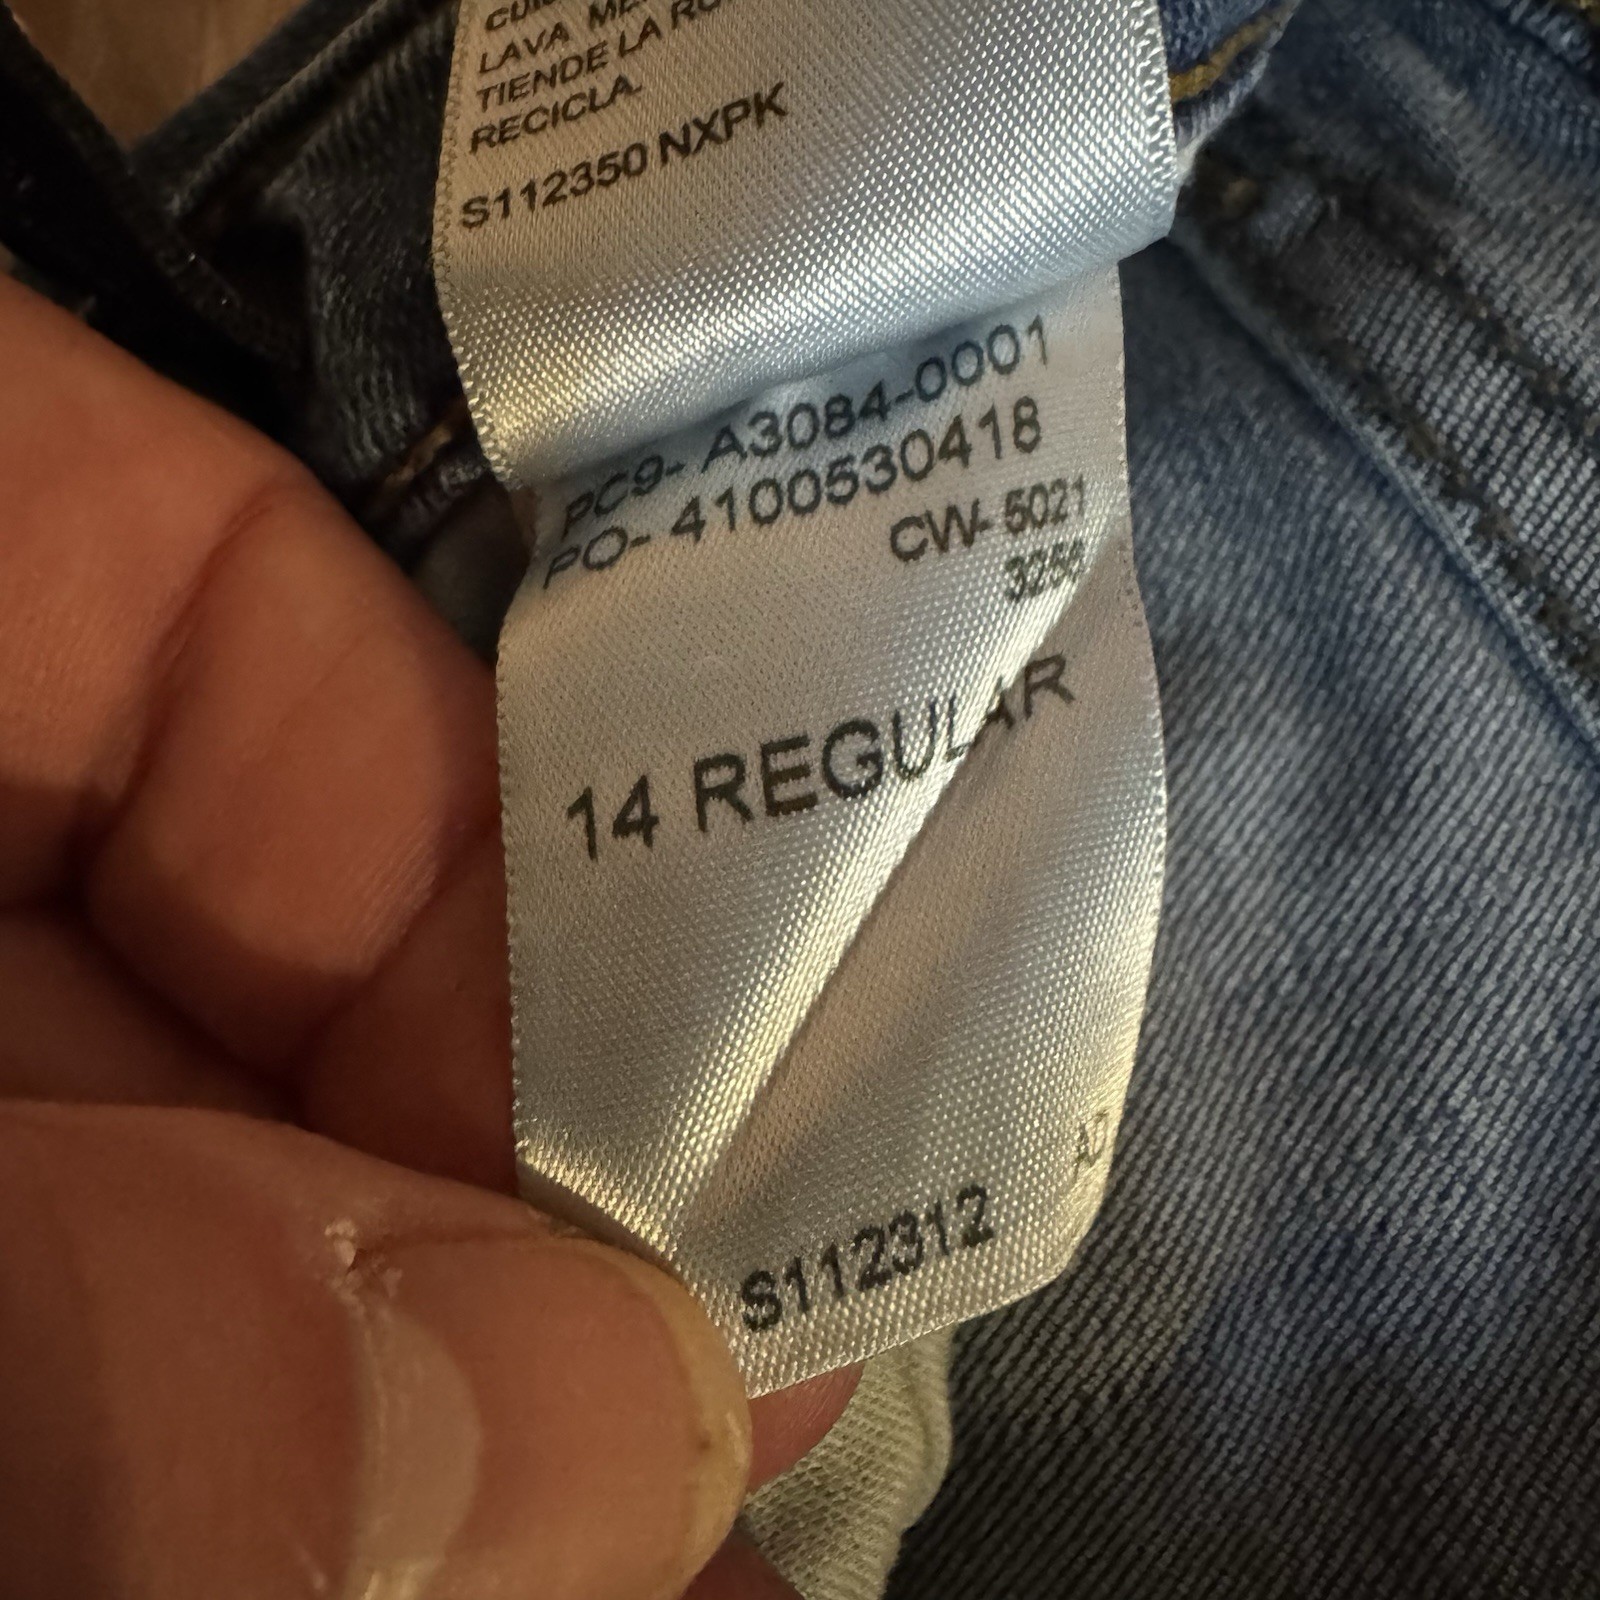 LAVA
TIENDE LA
RECICLA.
S112350 NXPK
PC9- A3084-0001
PO- 4100530418
CW- 5021
14 REGULAR
S112312